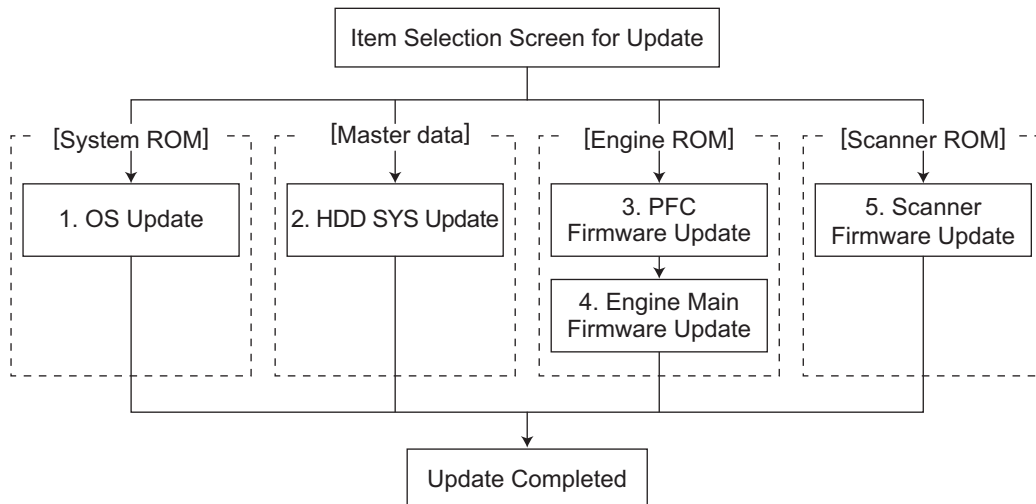 Item Selection Screen for Update
[System ROM]
[Master data]
[Engine ROM]
[Scanner ROM]
1. OS Update
2. HDD SYS Update
3. PFC
Firmware Update
4. Engine Main
Firmware Update
5. Scanner
Firmware Update
Update Completed